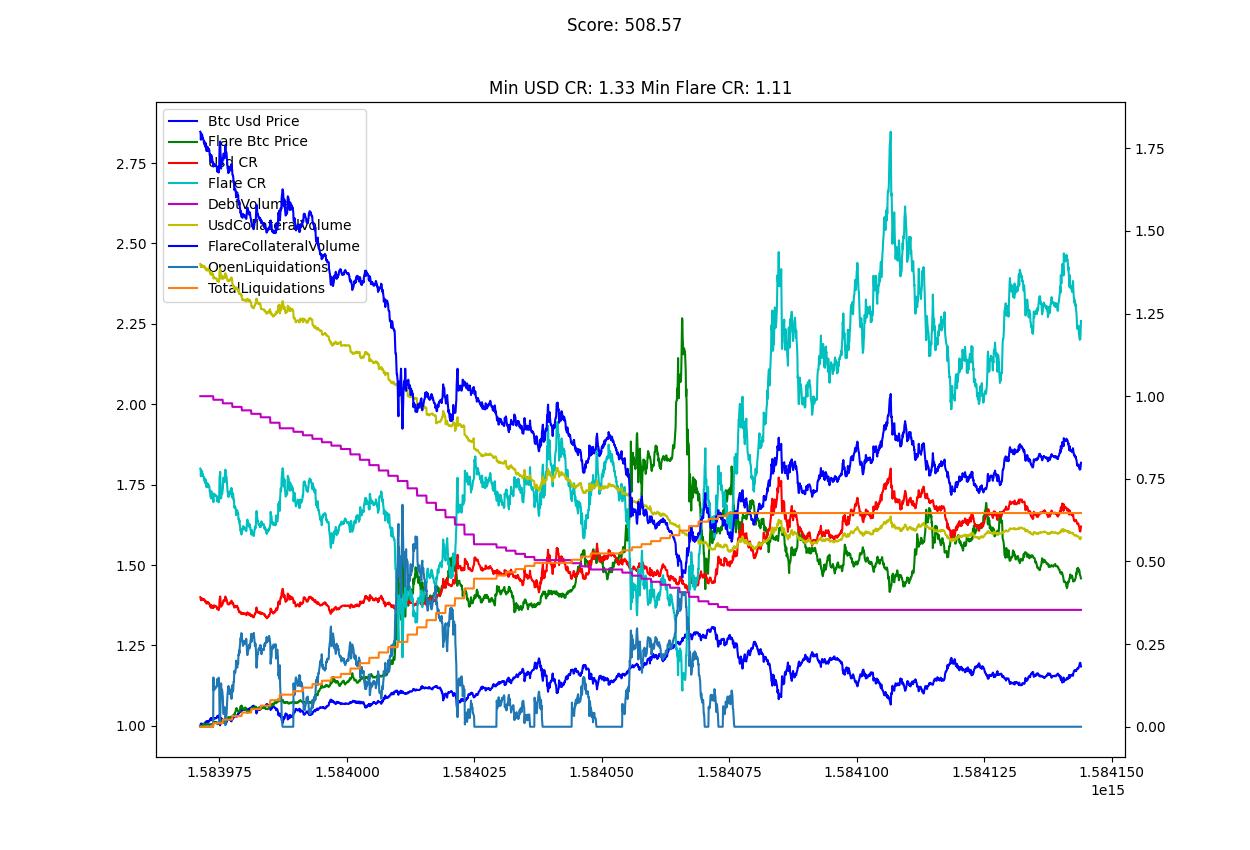 Score: 508.57
Min USD CR: 1.33 Min Flare CR: 1.11
Btc Usd Price
Flare Btc Price
Usd CR
Flare CR
DebtVolume
UsdCollateralVolume
FlareCollateralVolume
OpenLiquidations
TotalLiquidations
2.75
2.50
2.25
2.00
1.75
1.50
1.25
1.00
1.75
1.50
1.25
1.00
0.75
0.50
0.25
0.00
1.583975
1.584000
1.584025
1.584050
1.584075
1.584100
1.584125
1.584150
1e15